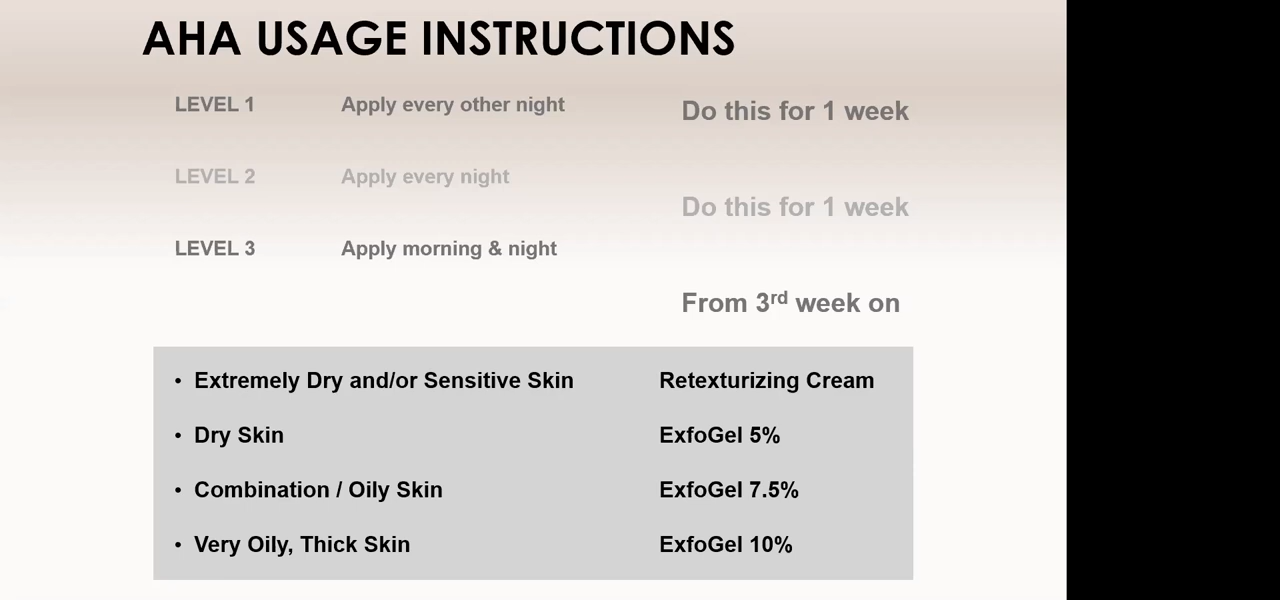 AHA USAGE INSTRUCTIONS
LEVEL 1 Apply every other night Do this for 1 week
LEVEL 2 Apply every night Do this for 1 week
LEVEL 3 Apply morning & night From 3rd week on
• Extremely Dry and/or Sensitive Skin Retexturizing Cream
• Dry Skin ExfoGel 5%
• Combination / Oily Skin ExfoGel 7.5%
• Very Oily, Thick Skin ExfoGel 10%